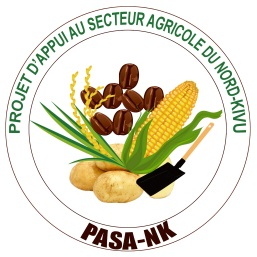 PROJET D'APPUI AU SECTEUR AGRICOLE DU NORD-KIVU
PASA-NK